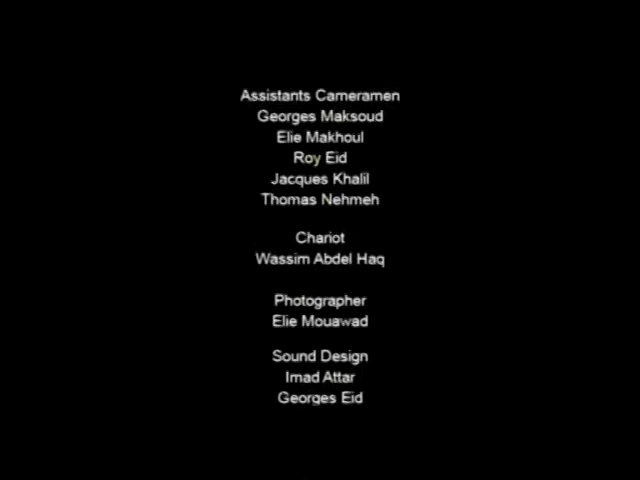 Assistants Cameramen
Georges Maksoud
Elie Makhoul
Roy Eid
Jacques Khalil
Thomas Nehmeh
Chariot
Wassim Abdel Haq
Photographer
Elie Mouawad
Sound Design
Imad Attar
Georges Eid